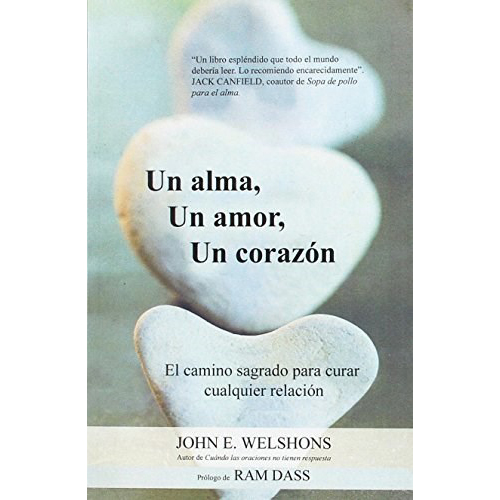 “Un libro espléndido que todo el mundo
debería leer. Lo recomiendo encarecidamente”.
JACK CANFIELD, coautor de Sopa de pollo
para el alma.
Un alma,
Un amor,
Un corazón
El camino sagrado para curar
cualquier relación
JOHN E. WELSHONS
Autor de Cuándo las oraciones no tienen respuesta
Prólogo de RAM DASS